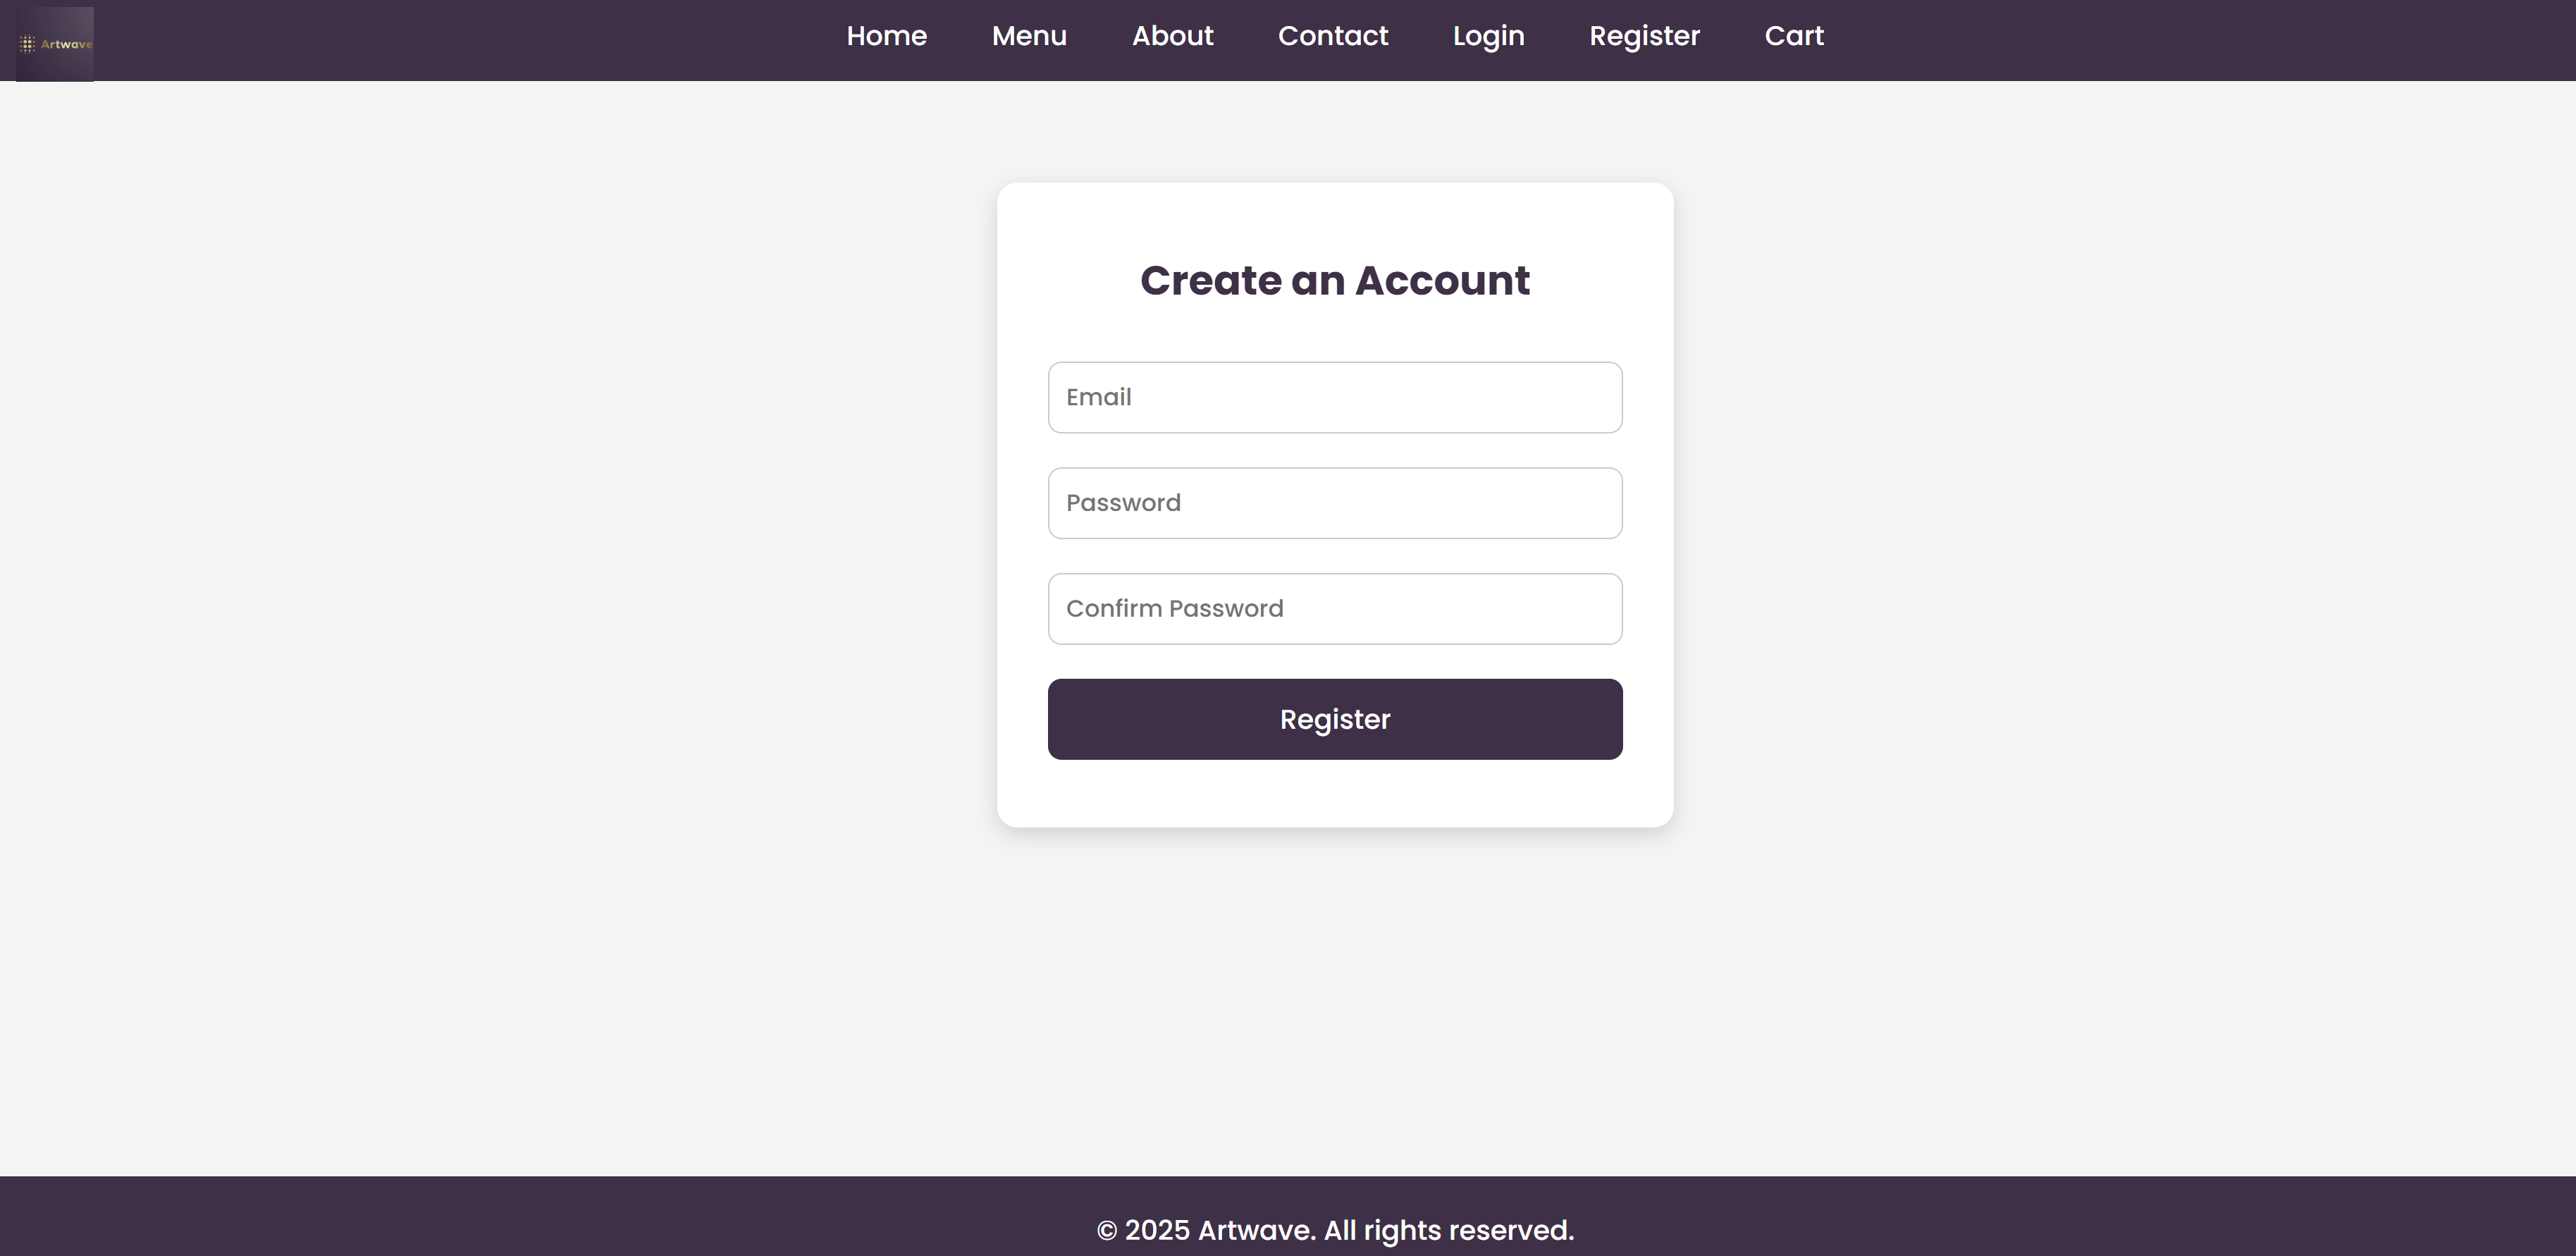 Artwave
Home Menu About Contact Login Register Cart
Create an Account
Email
Password
Confirm Password
Register
© 2025 Artwave. All rights reserved.